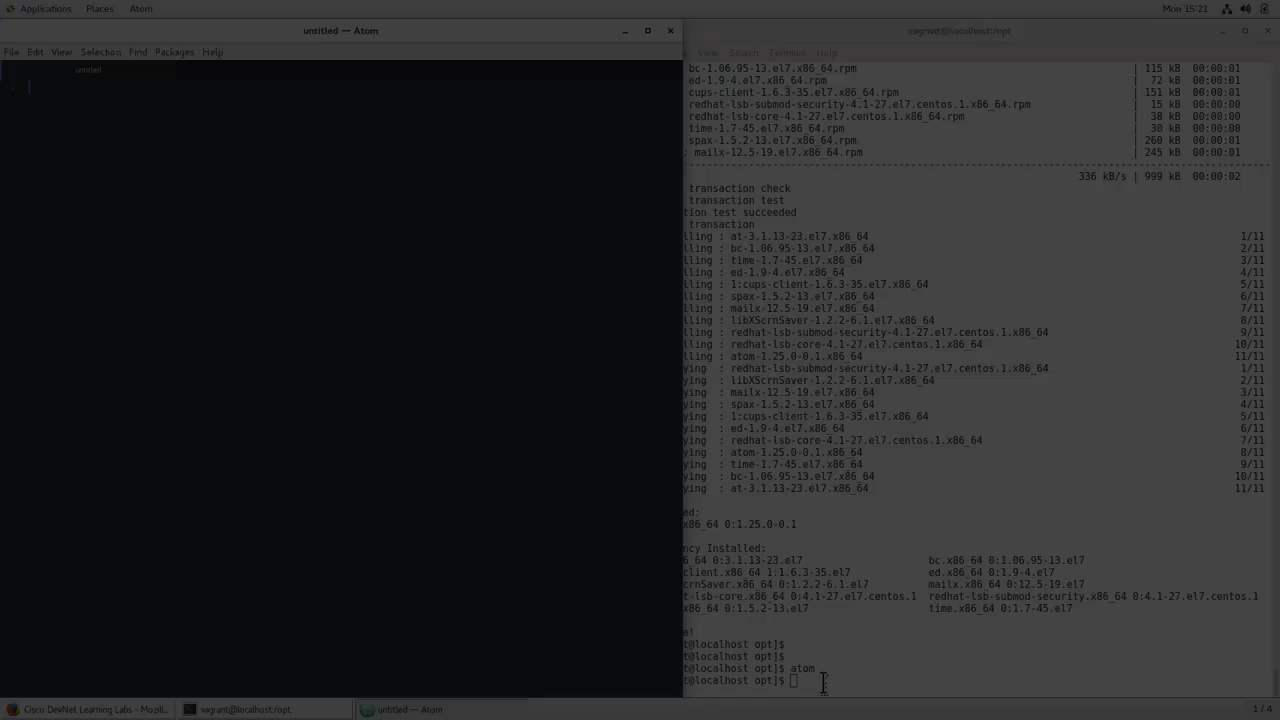 Applications Places Atom Mon 15:21
untitled — Atom
File Edit View Selection Find Packages Help
untitled
vagrant@localhost:/opt
View Search Terminal Help
bc-1.06.95-13.el7.x86_64.rpm | 115 kB 00:00:01
ed-1.9-4.el7.x86_64.rpm | 72 kB 00:00:01
cups-client-1.6.3-35.el7.x86_64.rpm | 151 kB 00:00:01
redhat-lsb-submod-security-4.1-27.el7.centos.1.x86_64.rpm | 15 kB 00:00:00
redhat-lsb-core-4.1-27.el7.centos.1.x86_64.rpm | 38 kB 00:00:00
time-1.7-45.el7.x86_64.rpm | 30 kB 00:00:00
spax-1.5.2-13.el7.x86_64.rpm | 260 kB 00:00:01
: mailx-12.5-19.el7.x86_64.rpm | 245 kB 00:00:01
--------------------------------------------------------------------------------
336 kB/s | 999 kB 00:00:02
transaction check
transaction test
tion test succeeded
transaction
lling : at-3.1.13-23.el7.x86_64 1/11
lling : bc-1.06.95-13.el7.x86_64 2/11
lling : time-1.7-45.el7.x86_64 3/11
lling : ed-1.9-4.el7.x86_64 4/11
lling : 1:cups-client-1.6.3-35.el7.x86_64 5/11
lling : spax-1.5.2-13.el7.x86_64 6/11
lling : mailx-12.5-19.el7.x86_64 7/11
lling : libXScrnSaver-1.2.2-6.1.el7.x86_64 8/11
lling : redhat-lsb-submod-security-4.1-27.el7.centos.1.x86_64 9/11
lling : redhat-lsb-core-4.1-27.el7.centos.1.x86_64 10/11
lling : atom-1.25.0-0.1.x86_64 11/11
ying : redhat-lsb-submod-security-4.1-27.el7.centos.1.x86_64 1/11
ying : libXScrnSaver-1.2.2-6.1.el7.x86_64 2/11
ying : mailx-12.5-19.el7.x86_64 3/11
ying : spax-1.5.2-13.el7.x86_64 4/11
ying : 1:cups-client-1.6.3-35.el7.x86_64 5/11
ying : ed-1.9-4.el7.x86_64 6/11
ying : redhat-lsb-core-4.1-27.el7.centos.1.x86_64 7/11
ying : atom-1.25.0-0.1.x86_64 8/11
ying : time-1.7-45.el7.x86_64 9/11
ying : bc-1.06.95-13.el7.x86_64 10/11
ying : at-3.1.13-23.el7.x86_64 11/11
ed:
x86_64 0:1.25.0-0.1
ncy Installed:
6_64 0:3.1.13-23.el7 bc.x86_64 0:1.06.95-13.el7
client.x86_64 1:1.6.3-35.el7 ed.x86_64 0:1.9-4.el7
crnSaver.x86_64 0:1.2.2-6.1.el7 mailx.x86_64 0:12.5-19.el7
t-lsb-core.x86_64 0:4.1-27.el7.centos.1 redhat-lsb-submod-security.x86_64 0:4.1-27.el7.centos.1
x86_64 0:1.5.2-13.el7 time.x86_64 0:1.7-45.el7
e!
t@localhost opt]$
t@localhost opt]$
t@localhost opt]$ atom
t@localhost opt]$
Cisco DevNet Learning Labs - Mozill... vagrant@localhost:/opt untitled — Atom 1 / 4